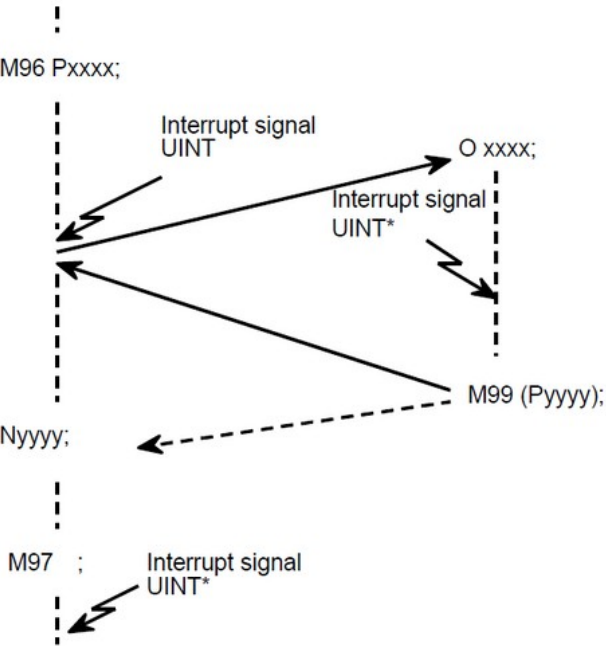 M96 Pxxxx;
Interrupt signal
UINT
O xxxx;
Interrupt signal
UINT*
M99 (Pyyyy);
Nyyyy;
M97 ;
Interrupt signal
UINT*